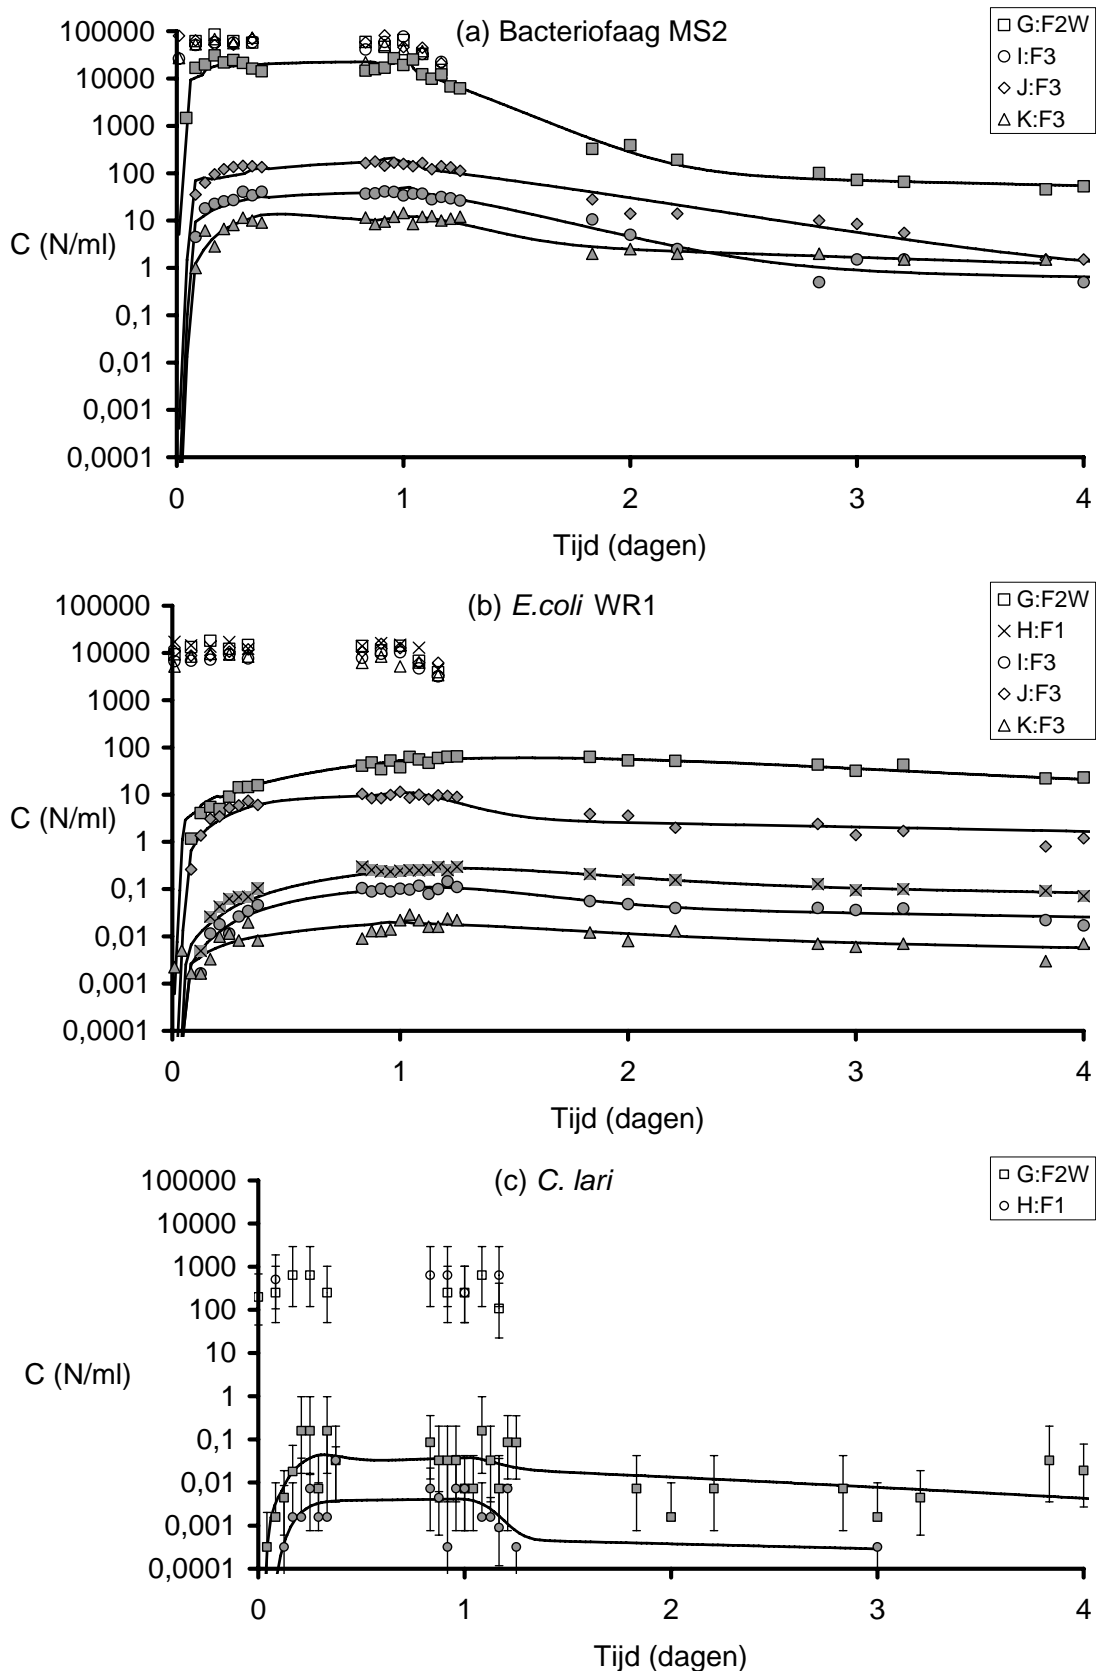 (a) Bacteriofaag MS2
G:F2W
I:F3
J:F3
K:F3
100000
10000
1000
100
10
1
0,1
0,01
0,001
0,0001
C (N/ml)
0 1 2 3 4
Tijd (dagen)
(b) E.coli WR1
G:F2W
H:F1
I:F3
J:F3
K:F3
100000
10000
1000
100
10
1
0,1
0,01
0,001
0,0001
C (N/ml)
0 1 2 3 4
Tijd (dagen)
(c) C. lari
G:F2W
H:F1
100000
10000
1000
100
10
1
0,1
0,01
0,001
0,0001
C (N/ml)
0 1 2 3 4
Tijd (dagen)